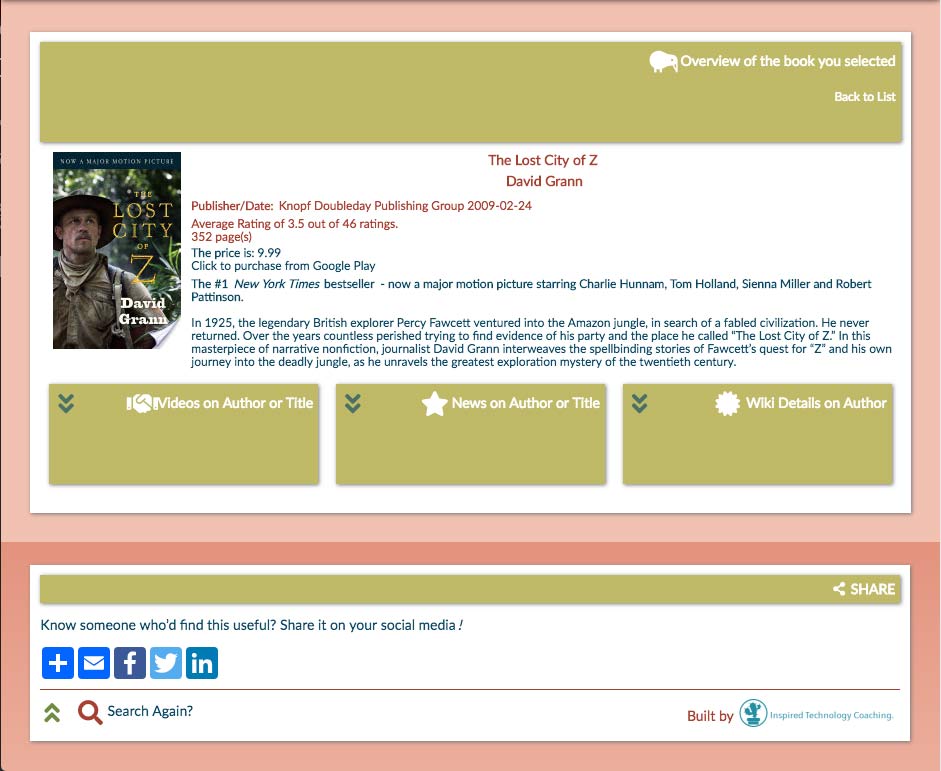 Overview of the book you selected
Back to List
NOW A MAJOR MOTION PICTURE
THE
LOST
CITY
OF
Z
David
Grann
The Lost City of Z
David Grann
Publisher/Date: Knopf Doubleday Publishing Group 2009-02-24
Average Rating of 3.5 out of 46 ratings.
352 page(s)
The price is: 9.99
Click to purchase from Google Play
The #1 New York Times bestseller - now a major motion picture starring Charlie Hunnam, Tom Holland, Sienna Miller and Robert
Pattinson.
In 1925, the legendary British explorer Percy Fawcett ventured into the Amazon jungle, in search of a fabled civilization. He never
returned. Over the years countless perished trying to find evidence of his party and the place he called “The Lost City of Z.” In this
masterpiece of narrative nonfiction, journalist David Grann interweaves the spellbinding stories of Fawcett’s quest for “Z” and his own
journey into the deadly jungle, as he unravels the greatest exploration mystery of the twentieth century.
Videos on Author or Title
News on Author or Title
Wiki Details on Author
SHARE
Know someone who'd find this useful? Share it on your social media !
f
in
Search Again?
Built by Inspired Technology Coaching.